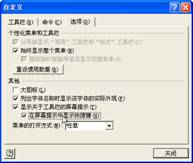 自定义
工具栏(B) 命令(C) 选项(O)
个性化菜单和工具栏
始终显示整个菜单(N)
重设使用数据(R)
其他
大图标(L)
列出字体名称时显示该字体的实际外观(F)
显示关于工具栏的屏幕提示(T)
在屏幕提示中显示快捷键(H)
菜单的打开方式(M): 任意
关闭